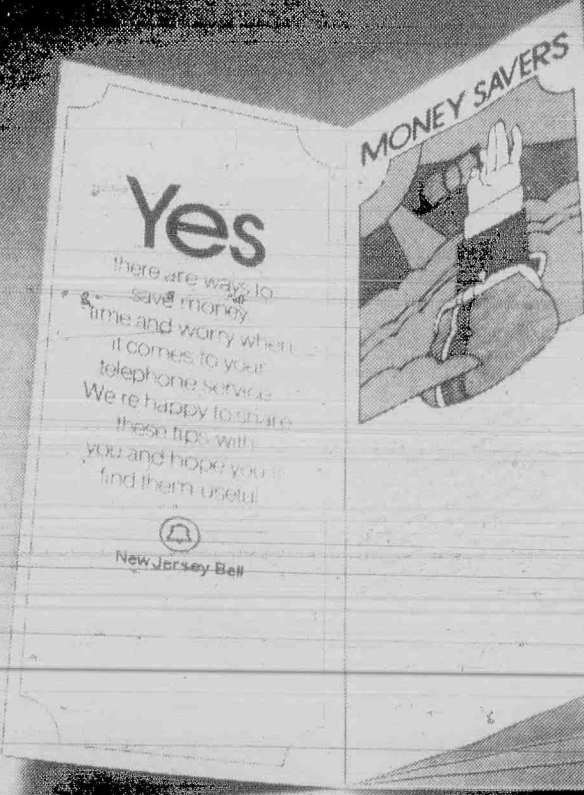 Yes
there are ways to
save money
time and worry when
it comes to your
telephone service
We're happy to share
these tips with
you and hope you'll
find them useful
New Jersey Bell
MONEY SAVERS